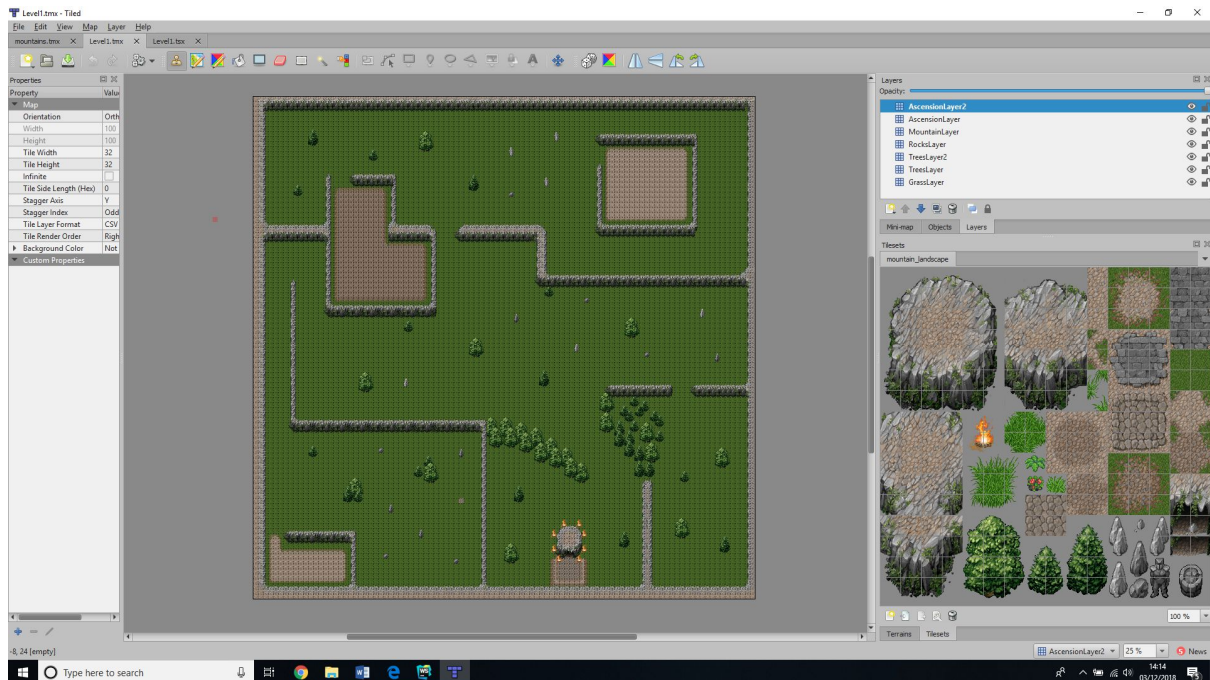 Level1.tmx - Tiled
File Edit View Map Layer Help
mountains.tmx Level1.tmx Level1.tsx
Properties
Property Valu
Map
Orientation Orth
Width 100
Height 100
Tile Width 32
Tile Height 32
Infinite
Tile Side Length (Hex) 0
Stagger Axis Y
Stagger Index Odd
Tile Layer Format CSV
Tile Render Order Righ
Background Color Not
Custom Properties
-8, 24 [empty]
Layers
Opacity:
AscensionLayer2
AscensionLayer
MountainLayer
RocksLayer
TreesLayer2
TreesLayer
GrassLayer
Mini-map Objects Layers
Tilesets
mountain_landscape
100 %
Terrains Tilesets
AscensionLayer2 25 % News
Type here to search
14:14
03/12/2018